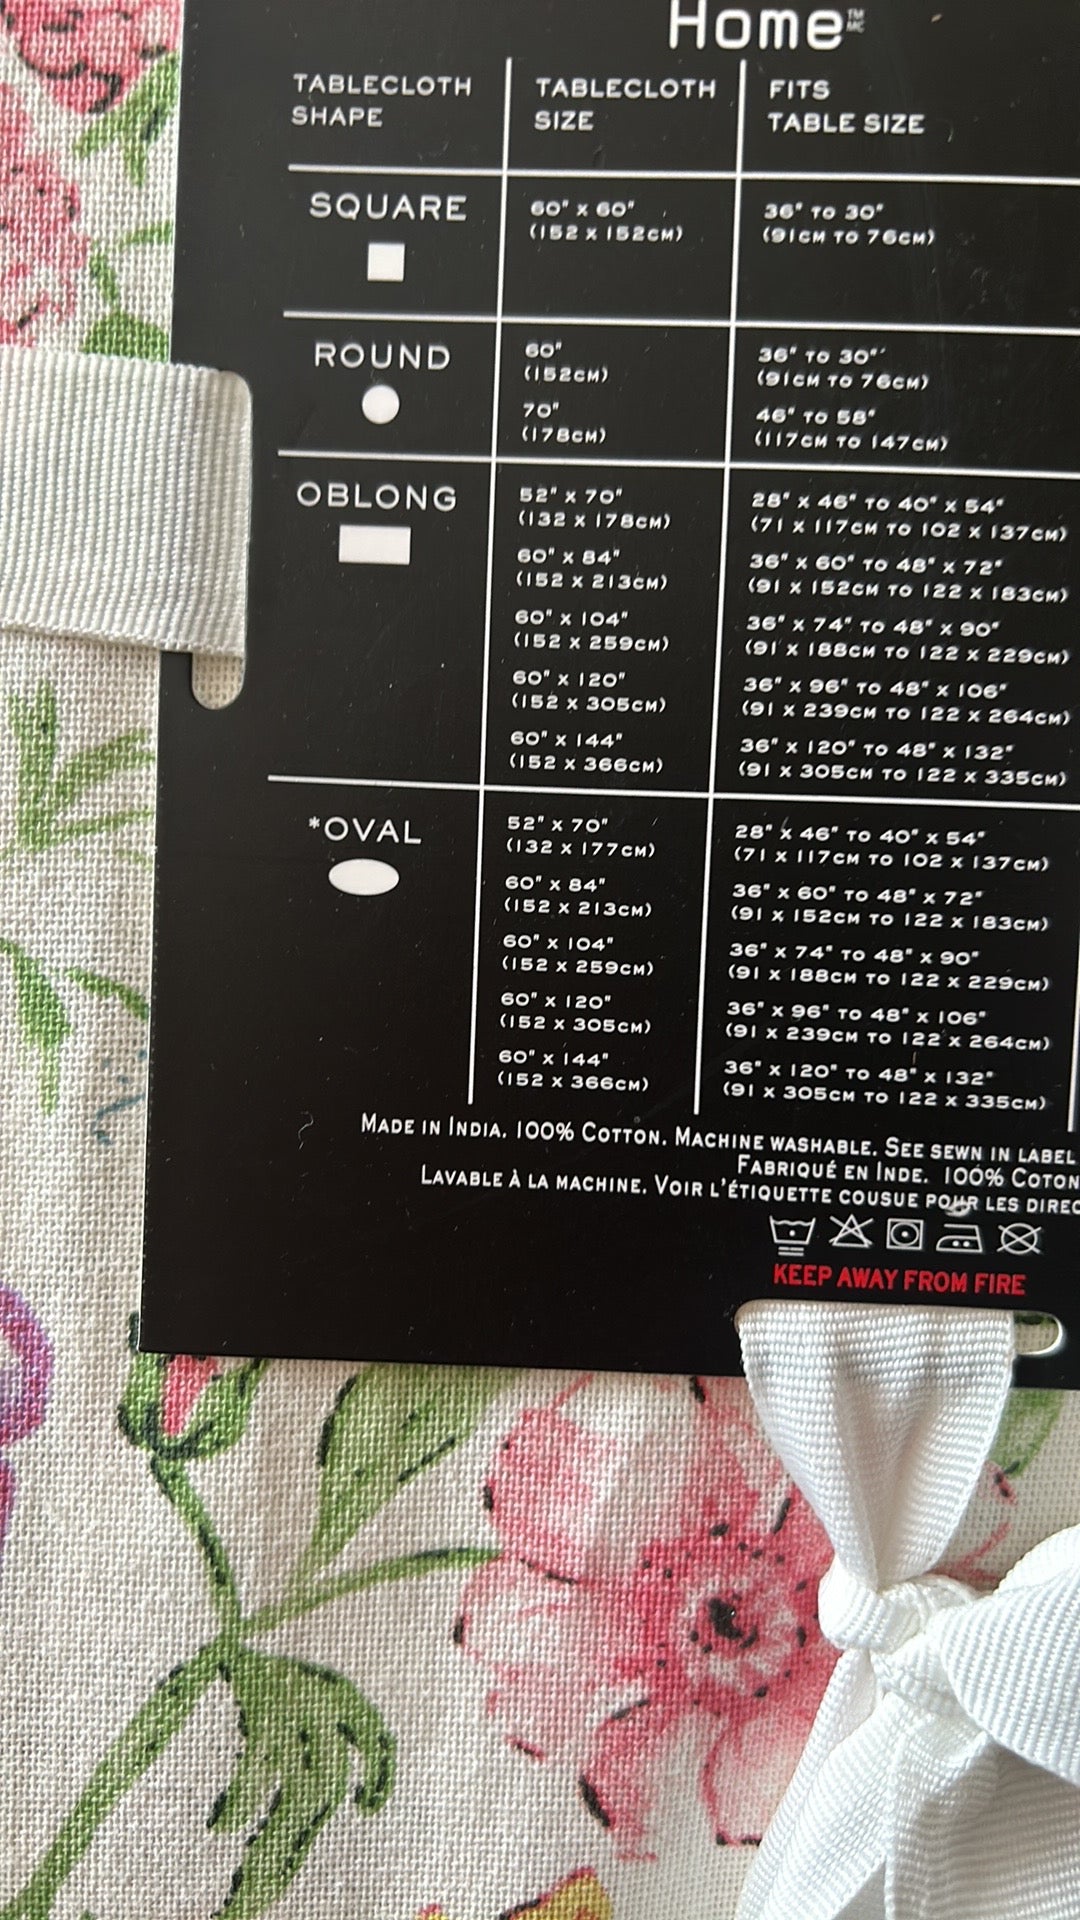 Home™ MC
TABLECLOTH SHAPE
TABLECLOTH SIZE
FITS TABLE SIZE
SQUARE
60" x 60"
(152 x 152CM)
36" TO 30"
(91CM TO 76CM)
ROUND
60"
(152CM)
36" TO 30"
(91CM TO 76CM)
70"
(178CM)
46" TO 58"
(117CM TO 147CM)
OBLONG
52" x 70"
(132 x 178CM)
28" x 46" TO 40" x 54"
(71 x 117CM TO 102 x 137CM)
60" x 84"
(152 x 213CM)
36" x 60" TO 48" x 72"
(91 x 152CM TO 122 x 183CM)
60" x 104"
(152 x 259CM)
36" x 74" TO 48" x 90"
(91 x 188CM TO 122 x 229CM)
60" x 120"
(152 x 305CM)
36" x 96" TO 48" x 106"
(91 x 239CM TO 122 x 264CM)
60" x 144"
(152 x 366CM)
36" x 120" TO 48" x 132"
(91 x 305CM TO 122 x 335CM)
*OVAL
52" x 70"
(132 x 177CM)
28" x 46" TO 40" x 54"
(71 x 117CM TO 102 x 137CM)
60" x 84"
(152 x 213CM)
36" x 60" TO 48" x 72"
(91 x 152CM TO 122 x 183CM)
60" x 104"
(152 x 259CM)
36" x 74" TO 48" x 90"
(91 x 188CM TO 122 x 229CM)
60" x 120"
(152 x 305CM)
36" x 96" TO 48" x 106"
(91 x 239CM TO 122 x 264CM)
60" x 144"
(152 x 366CM)
36" x 120" TO 48" x 132"
(91 x 305CM TO 122 x 335CM)
MADE IN INDIA. 100% COTTON. MACHINE WASHABLE. SEE SEWN IN LABEL
FABRIQUÉ EN INDE. 100% COTON
LAVABLE À LA MACHINE. VOIR L'ÉTIQUETTE COUSUE POUR LES DIREC
KEEP AWAY FROM FIRE